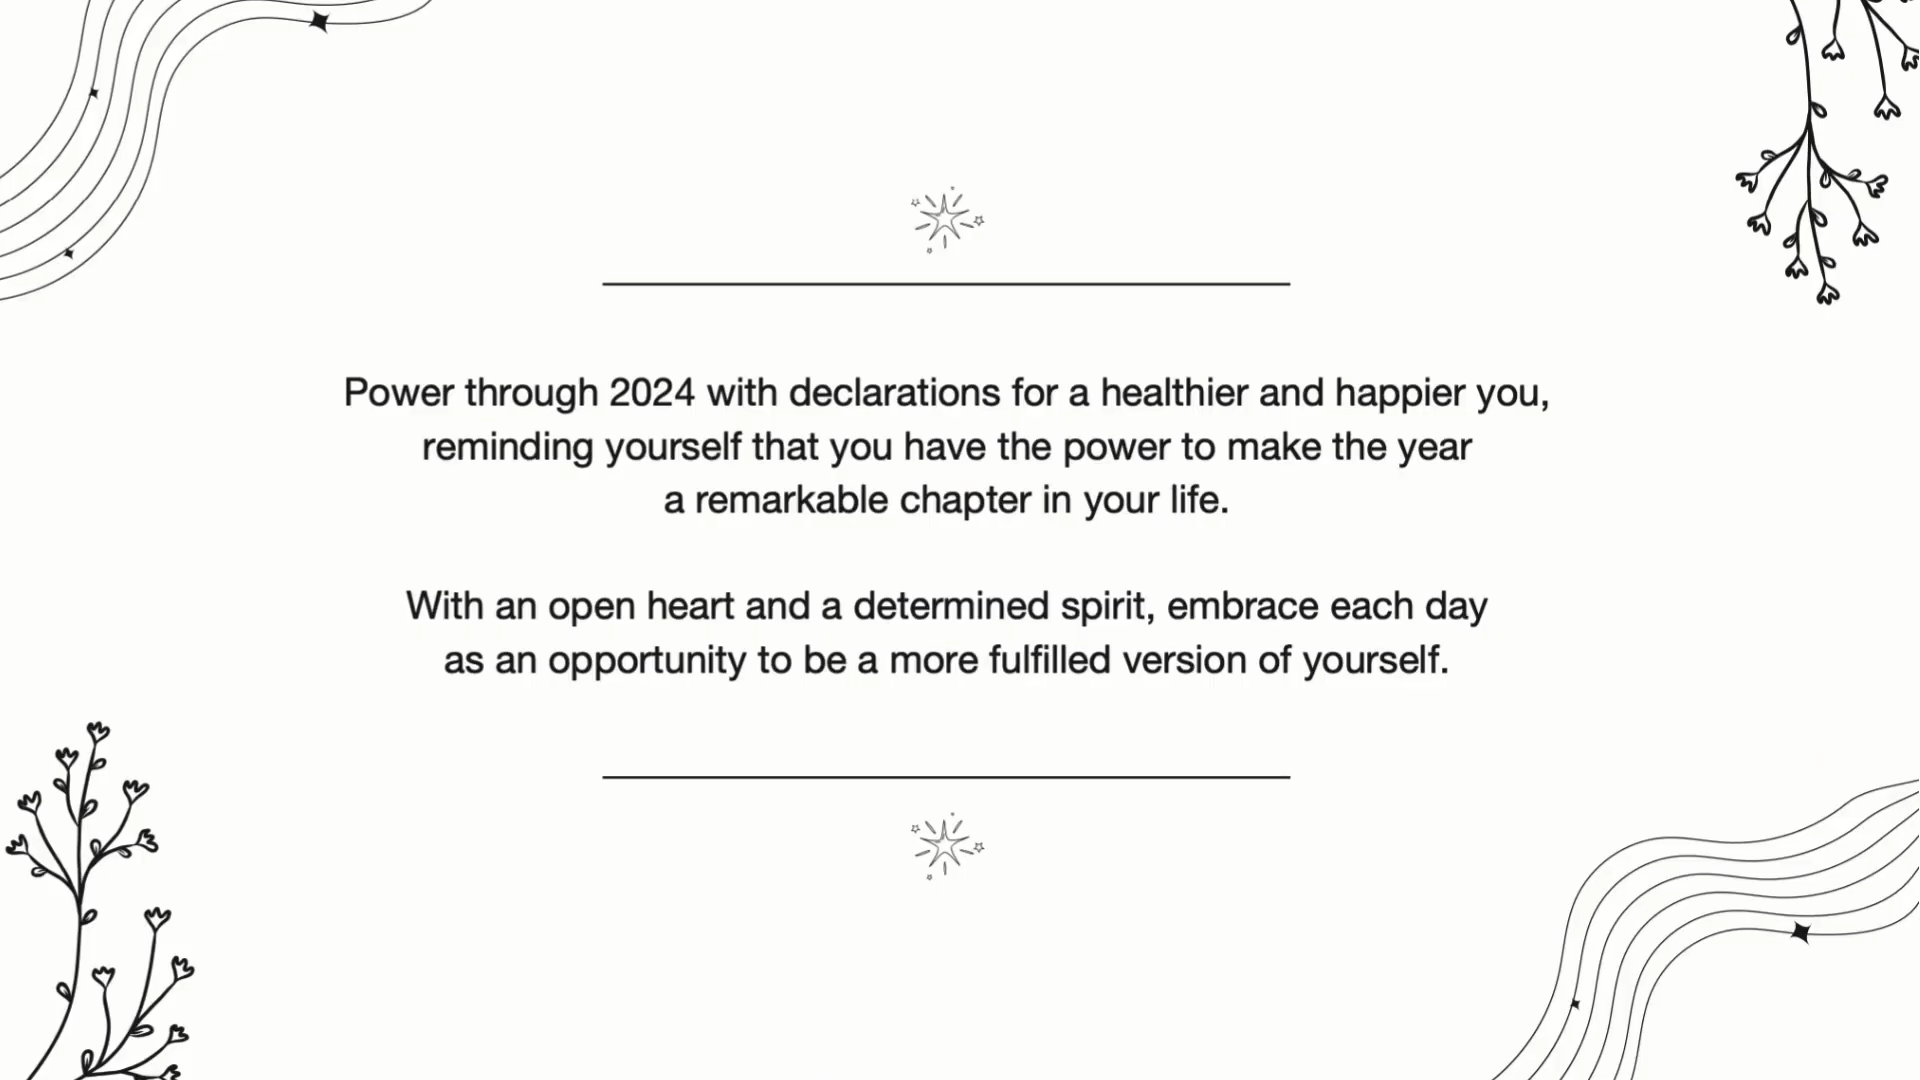 Power through 2024 with declarations for a healthier and happier you,
reminding yourself that you have the power to make the year
a remarkable chapter in your life.
With an open heart and a determined spirit, embrace each day
as an opportunity to be a more fulfilled version of yourself.